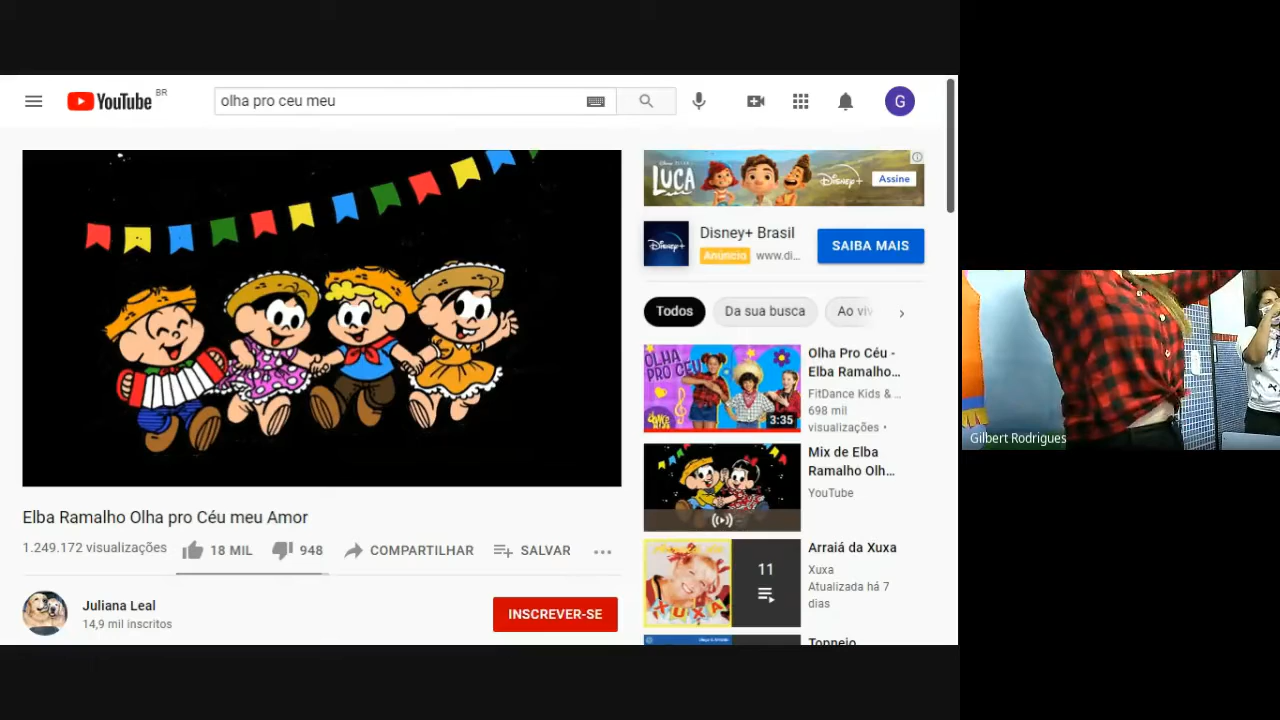 YouTube BR
olha pro ceu meu
G
LUCA
Disney+
Assine
Disney+
Disney+ Brasil
Anúncio www.di...
SAIBA MAIS
Todos
Da sua busca
Ao viv
OLHA
PRO CEU
3:35
Olha Pro Céu -
Elba Ramalho...
FitDance Kids & ...
698 mil
visualizações •
Mix de Elba
Ramalho Olh...
YouTube
XUXA
11
Arraiá da Xuxa
Xuxa
Atualizada há 7
dias
Elba Ramalho Olha pro Céu meu Amor
1.249.172 visualizações
18 MIL
948
COMPARTILHAR
SALVAR
Juliana Leal
14,9 mil inscritos
INSCREVER-SE
Gilbert Rodrigues